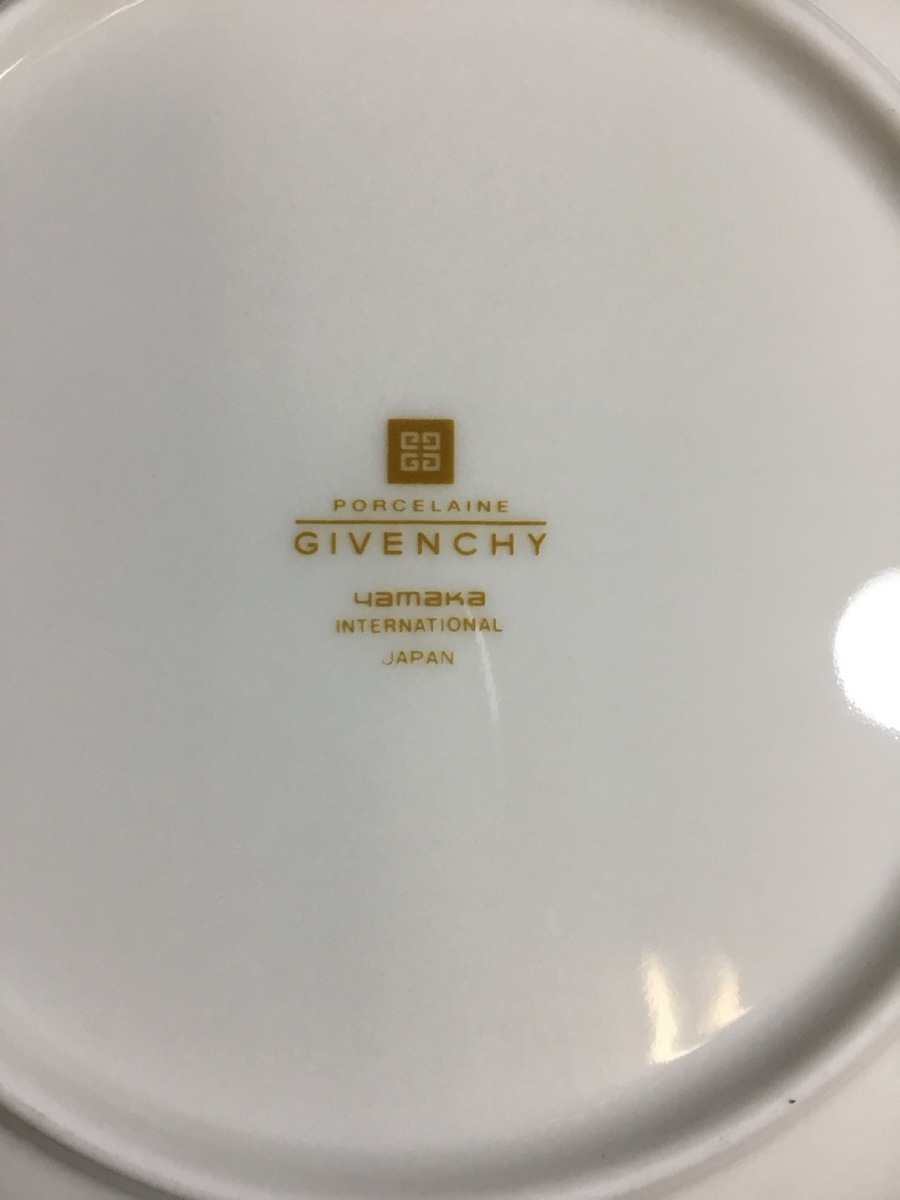 PORCELAINE
GIVENCHY
yamaka
INTERNATIONAL
JAPAN